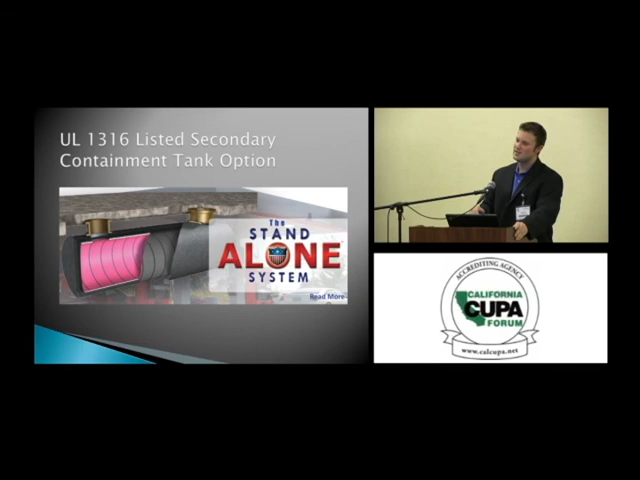 UL 1316 Listed Secondary
Containment Tank Option
The
STAND
ALONE
SYSTEM
Read More
ACCREDITING AGENCY
CALIFORNIA
CUPA
FORUM
www.calcupa.net